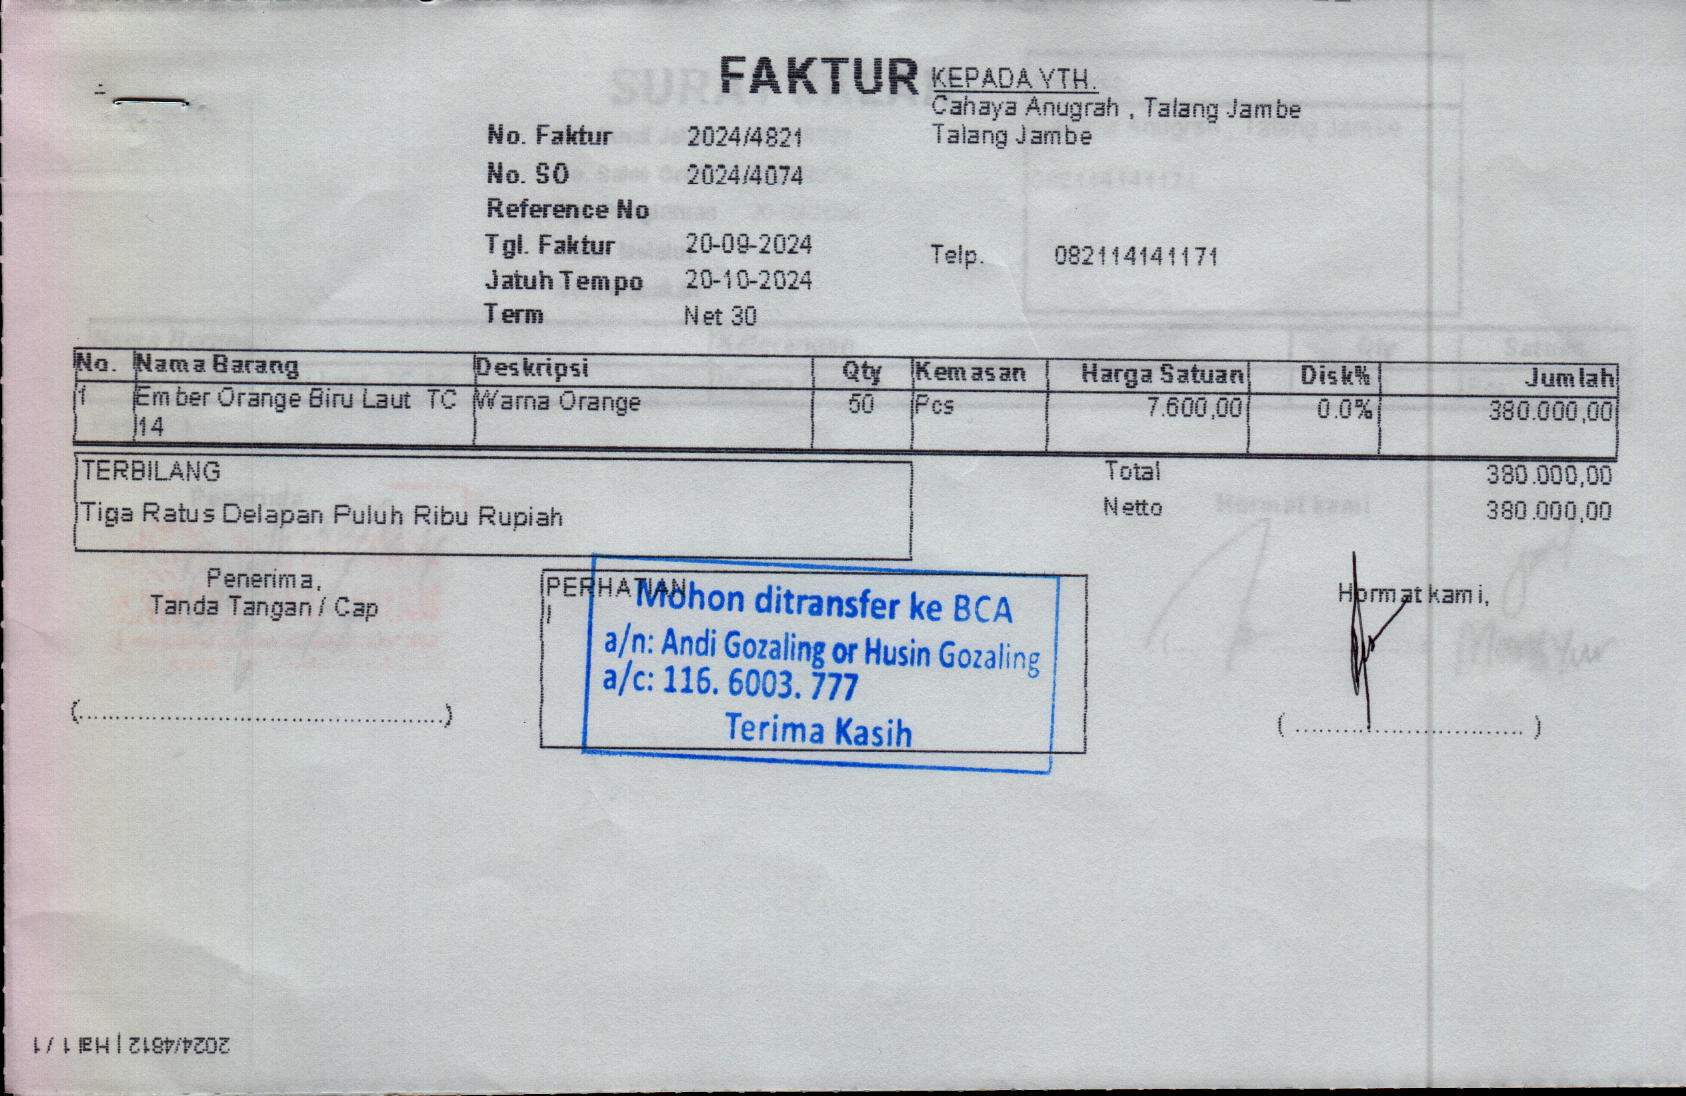 FAKTUR
KEPADA YTH.
Cahaya Anugrah , Talang Jambe
Talang Jambe
No. Faktur 2024/4821
No. SO 2024/4074
Reference No
Tgl. Faktur 20-09-2024
Telp. 082114141171
Jatuh Tempo 20-10-2024
Term Net 30
No. Nama Barang Deskripsi Qty Kemasan Harga Satuan Disk% Jumlah
1 Ember Orange Biru Laut TC Warna Orange 50 Pcs 7.600,00 0.0% 380.000,00
14
TERBILANG
Tiga Ratus Delapan Puluh Ribu Rupiah
Total 380.000,00
Netto 380.000,00
Penerima,
Tanda Tangan / Cap
(................................................)
PERHATIAN
Mohon ditransfer ke BCA
a/n: Andi Gozaling or Husin Gozaling
a/c: 116. 6003. 777
Terima Kasih
Hormat kami,
( .............................. )
2024/4812 | Hal 1 / 1